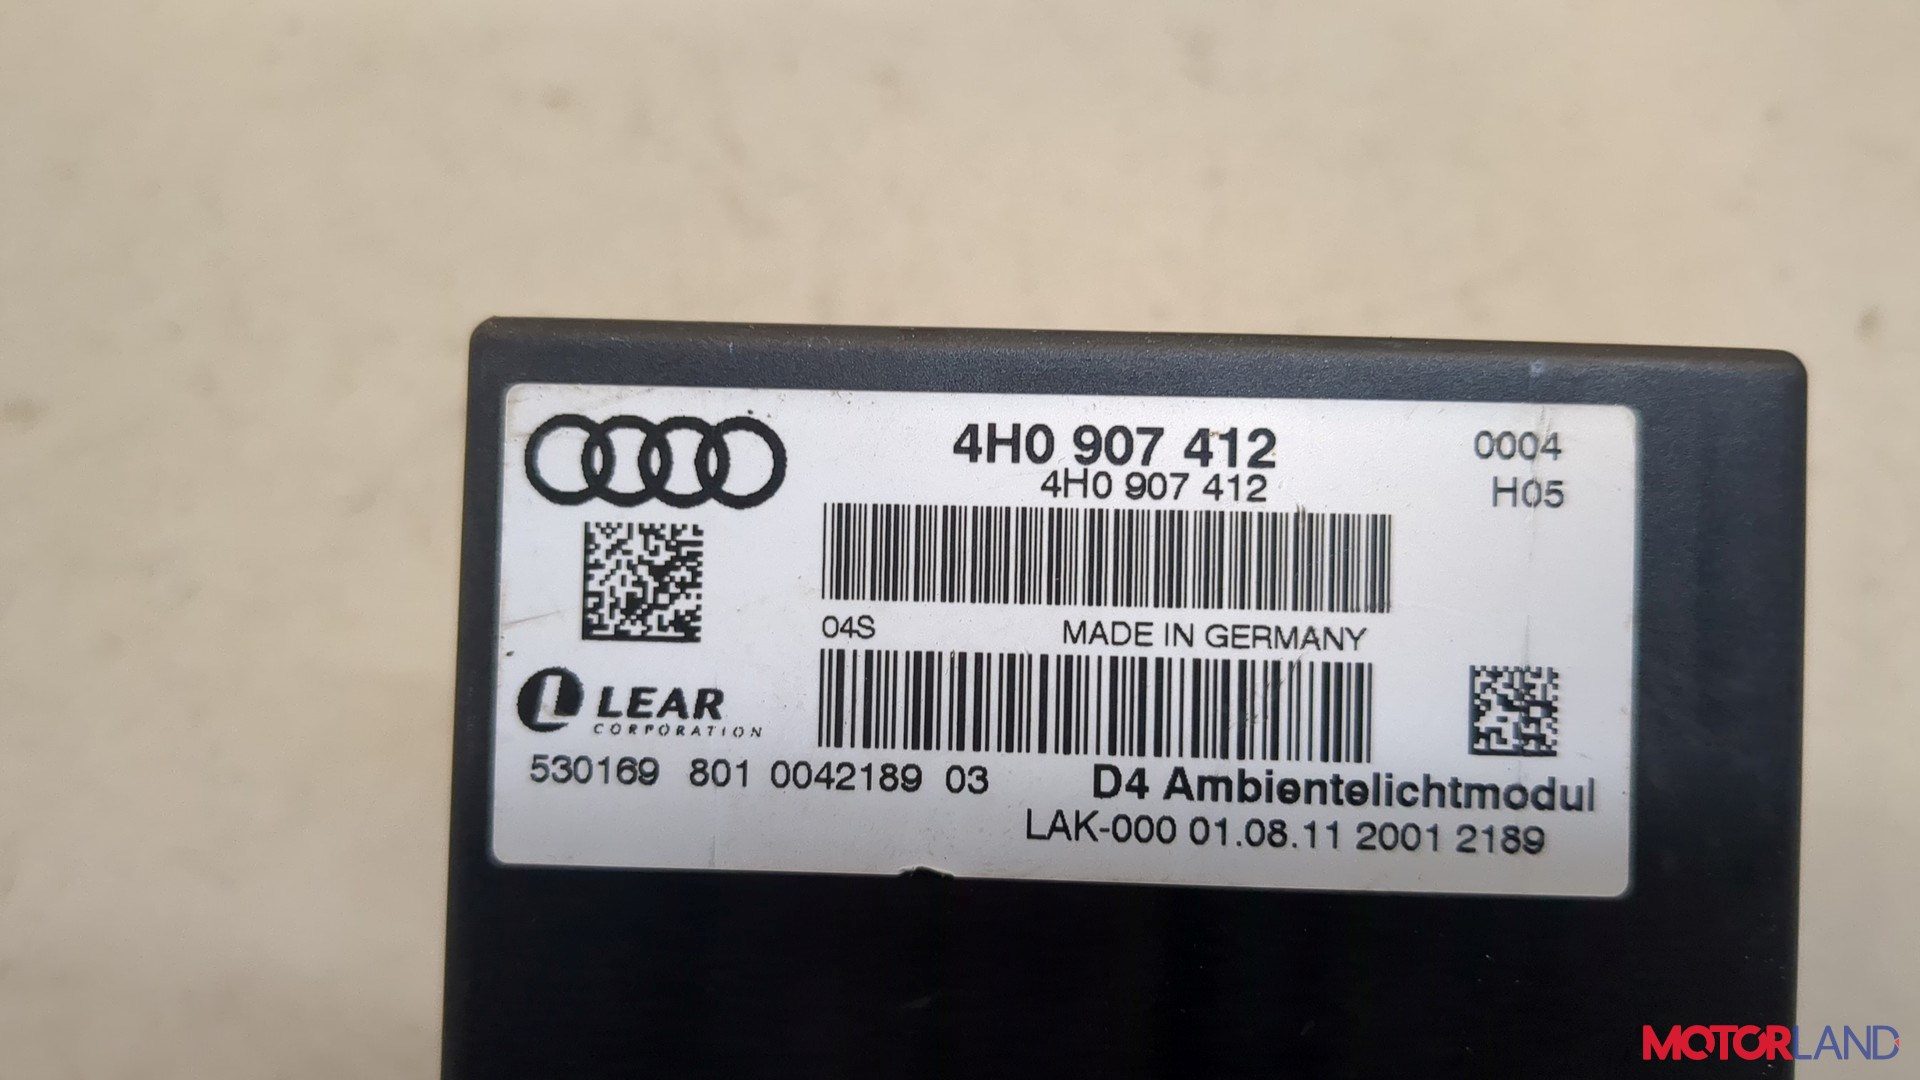 4H0 907 412
0004
4H0 907 412
H05
04S
MADE IN GERMANY
LEAR
CORPORATION
530169 801 0042189 03
D4 Ambientelichtmodul
LAK-000 01.08.11 2001 2189
MOTORLAND